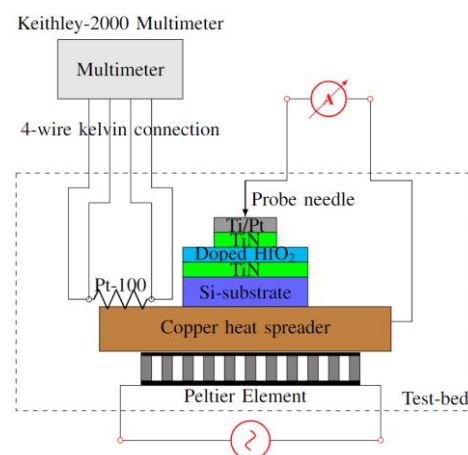 Keithley-2000 Multimeter
Multimeter
A
4-wire kelvin connection
Probe needle
Ti/Pt
TiN
Doped HfO₂
TiN
Pt-100
Si-substrate
Copper heat spreader
Peltier Element
Test-bed